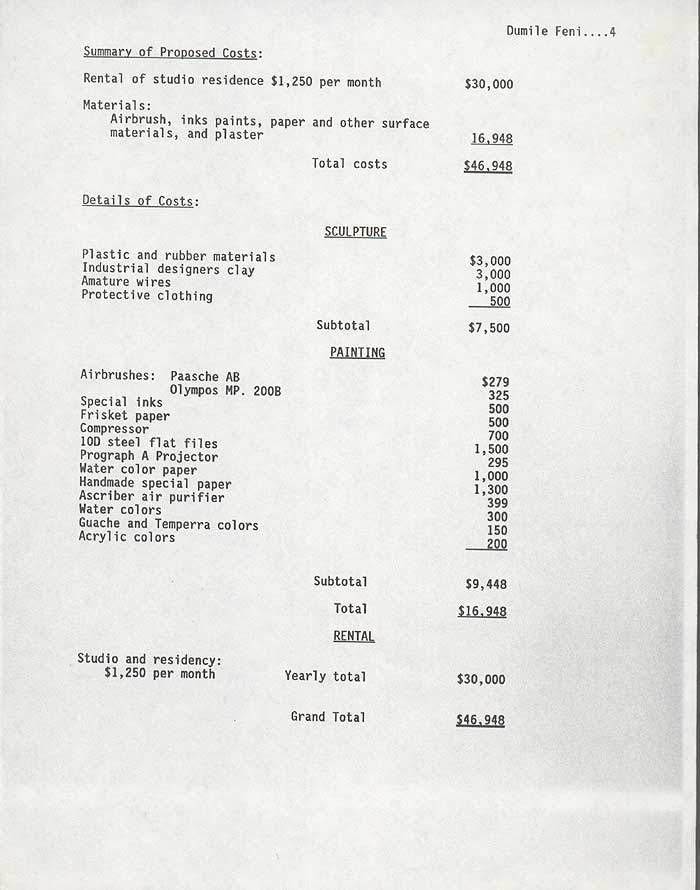 Dumile Feni....4
Summary of Proposed Costs:
Rental of studio residence $1,250 per month $30,000
Materials:
Airbrush, inks paints, paper and other surface
materials, and plaster 16,948
Total costs $46,948
Details of Costs:
SCULPTURE
Plastic and rubber materials $3,000
Industrial designers clay 3,000
Amature wires 1,000
Protective clothing 500
Subtotal $7,500
PAINTING
Airbrushes: Paasche AB $279
Olympos MP. 200B 325
Special inks 500
Frisket paper 500
Compressor 700
10D steel flat files 1,500
Prograph A Projector 295
Water color paper 1,000
Handmade special paper 1,300
Ascriber air purifier 399
Water colors 300
Guache and Temperra colors 150
Acrylic colors 200
Subtotal $9,448
Total $16,948
RENTAL
Studio and residency:
$1,250 per month Yearly total $30,000
Grand Total $46,948